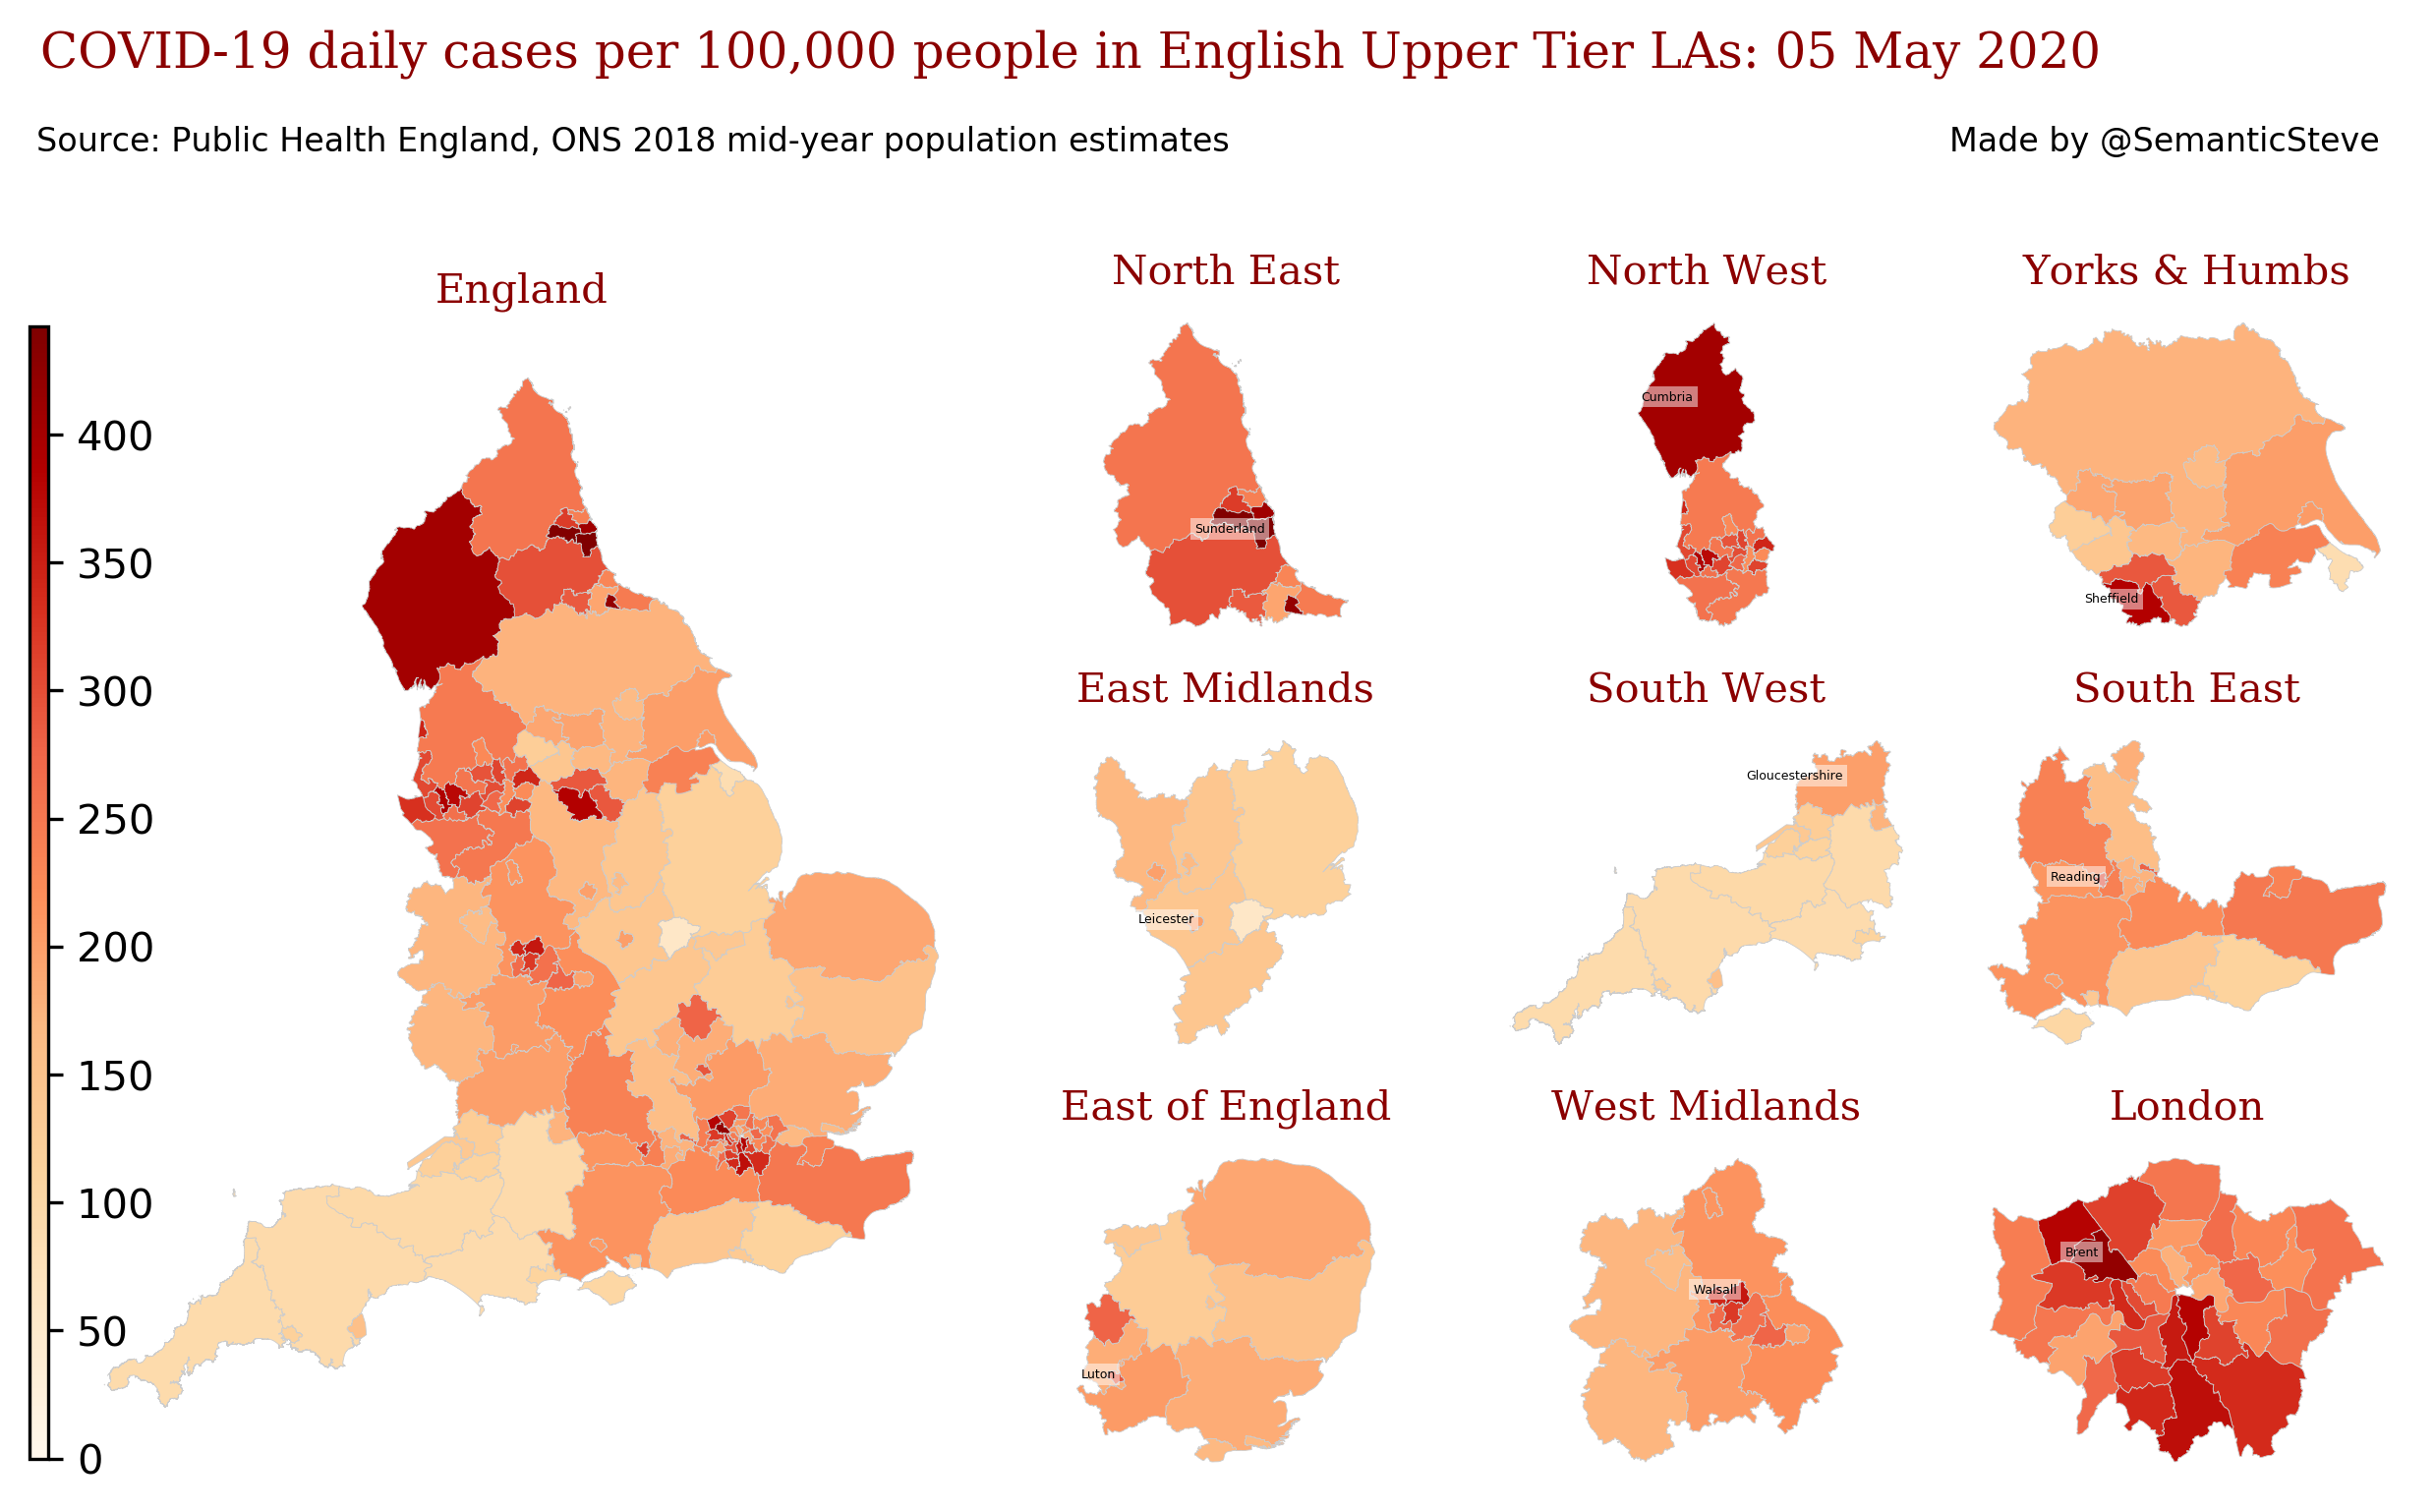 COVID-19 daily cases per 100,000 people in English Upper Tier LAs: 05 May 2020
Source: Public Health England, ONS 2018 mid-year population estimates
Made by @SemanticSteve
England
400
350
300
250
200
150
100
50
0
North East
Sunderland
North West
Cumbria
Yorks & Humbs
Sheffield
East Midlands
Leicester
South West
Gloucestershire
South East
Reading
East of England
Luton
West Midlands
Walsall
London
Brent